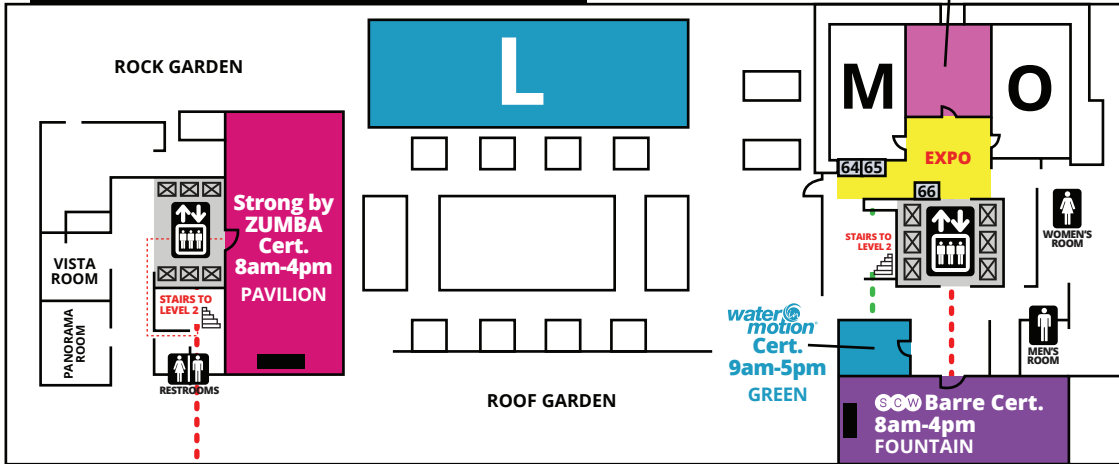 ROCK GARDEN
L
M
O
EXPO
64 65
66
Strong by
ZUMBA
Cert.
8am-4pm
PAVILION
VISTA
ROOM
PANORAMA
ROOM
STAIRS TO
LEVEL 2
RESTROOMS
STAIRS TO
LEVEL 2
WOMEN'S
ROOM
MEN'S
ROOM
water
motion®
Cert.
9am-5pm
GREEN
ROOF GARDEN
SCW Barre Cert.
8am-4pm
FOUNTAIN